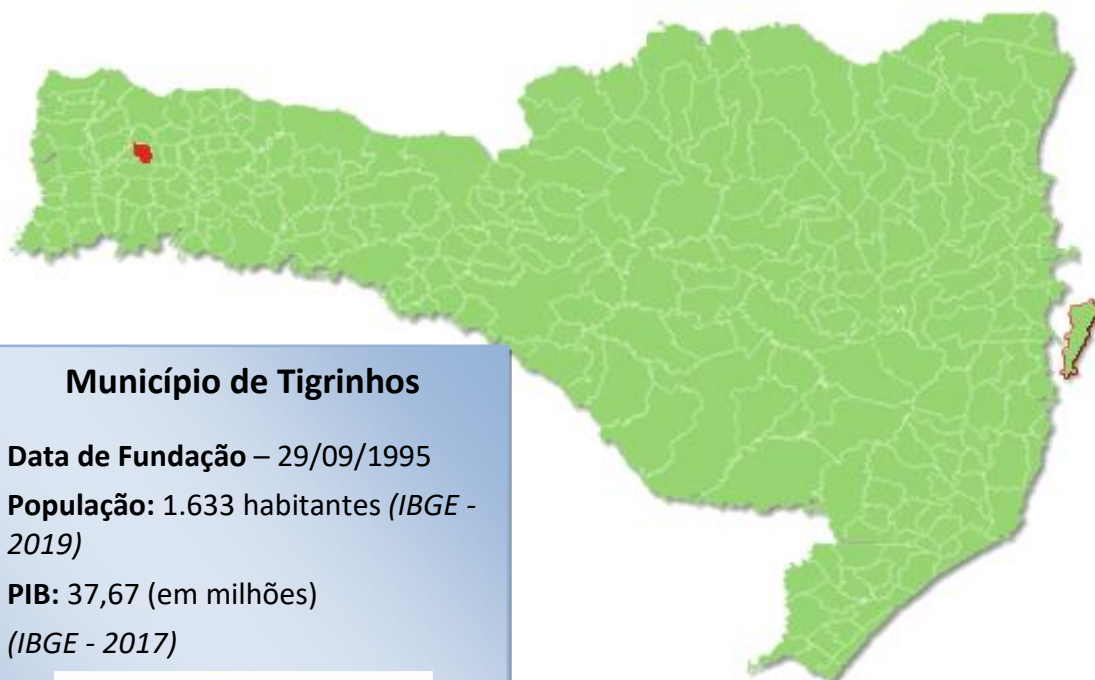 Município de Tigrinhos
Data de Fundação – 29/09/1995
População: 1.633 habitantes (IBGE -
2019)
PIB: 37,67 (em milhões)
(IBGE - 2017)